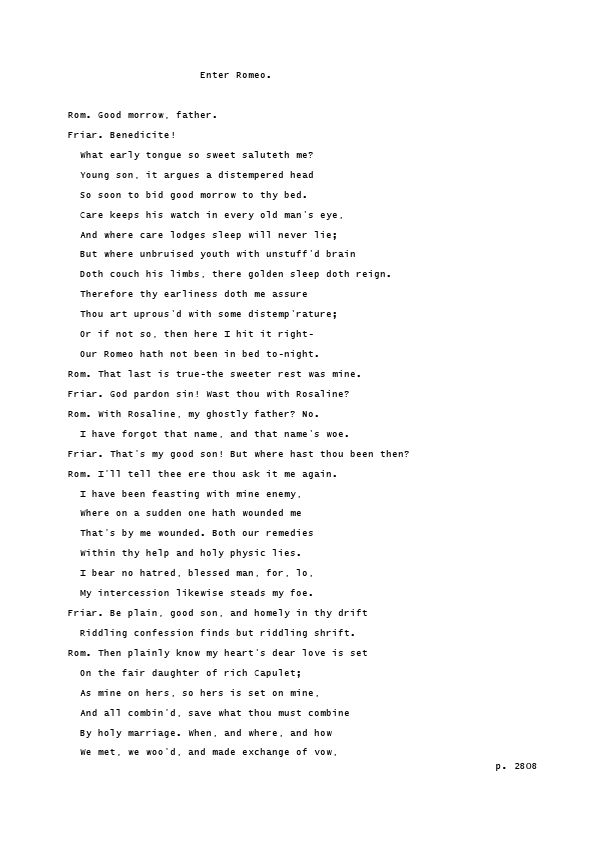 Enter Romeo.
Rom. Good morrow, father.
Friar. Benedicite!
What early tongue so sweet saluteth me?
Young son, it argues a distempered head
So soon to bid good morrow to thy bed.
Care keeps his watch in every old man's eye,
And where care lodges sleep will never lie;
But where unbruised youth with unstuff'd brain
Doth couch his limbs, there golden sleep doth reign.
Therefore thy earliness doth me assure
Thou art uprous'd with some distemp'rature;
Or if not so, then here I hit it right-
Our Romeo hath not been in bed to-night.
Rom. That last is true-the sweeter rest was mine.
Friar. God pardon sin! Wast thou with Rosaline?
Rom. With Rosaline, my ghostly father? No.
I have forgot that name, and that name's woe.
Friar. That's my good son! But where hast thou been then?
Rom. I'll tell thee ere thou ask it me again.
I have been feasting with mine enemy,
Where on a sudden one hath wounded me
That's by me wounded. Both our remedies
Within thy help and holy physic lies.
I bear no hatred, blessed man, for, lo,
My intercession likewise steads my foe.
Friar. Be plain, good son, and homely in thy drift
Riddling confession finds but riddling shrift.
Rom. Then plainly know my heart's dear love is set
On the fair daughter of rich Capulet;
As mine on hers, so hers is set on mine,
And all combin'd, save what thou must combine
By holy marriage. When, and where, and how
We met, we woo'd, and made exchange of vow,
p. 2808